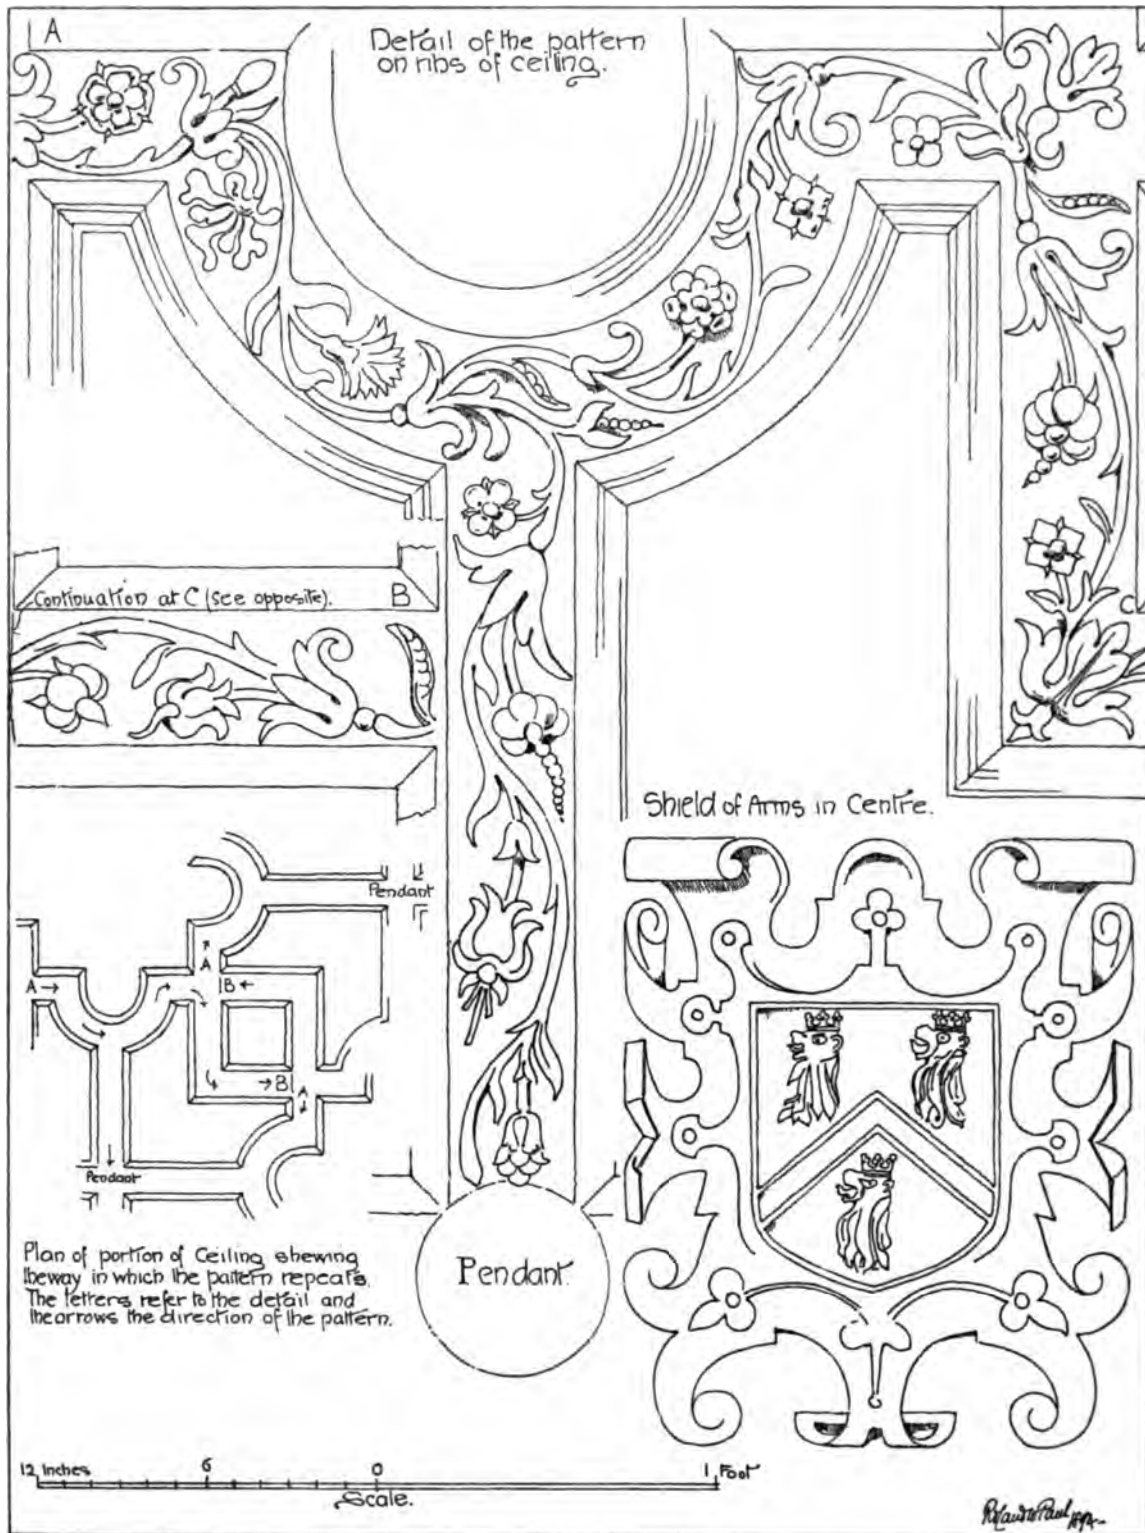 A
Detail of the pattern
on ribs of ceiling.
Continuation at C (see opposite).
B
C
Shield of Arms in Centre.
Pendant
A
A
B
B
A
Pendant
Plan of portion of Ceiling shewing
the way in which the pattern repeats.
The letters refer to the detail and
the arrows the direction of the pattern.
Pendant.
12 Inches 6 0 1 Foot
Scale.
Roland W Paul